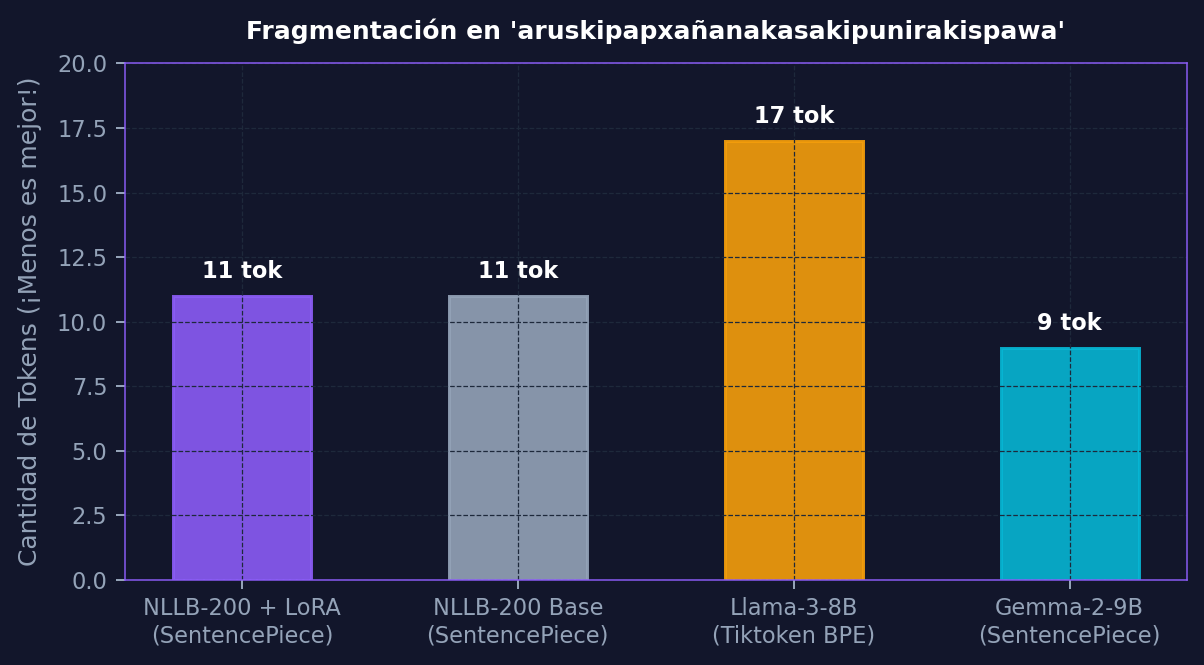 Fragmentación en 'aruskipapxañanakasakipunirakispawa'
Cantidad de Tokens (¡Menos es mejor!)
20.0
17.5
15.0
12.5
10.0
7.5
5.0
2.5
0.0
11 tok
11 tok
17 tok
9 tok
NLLB-200 + LoRA
(SentencePiece)
NLLB-200 Base
(SentencePiece)
Llama-3-8B
(Tiktoken BPE)
Gemma-2-9B
(SentencePiece)